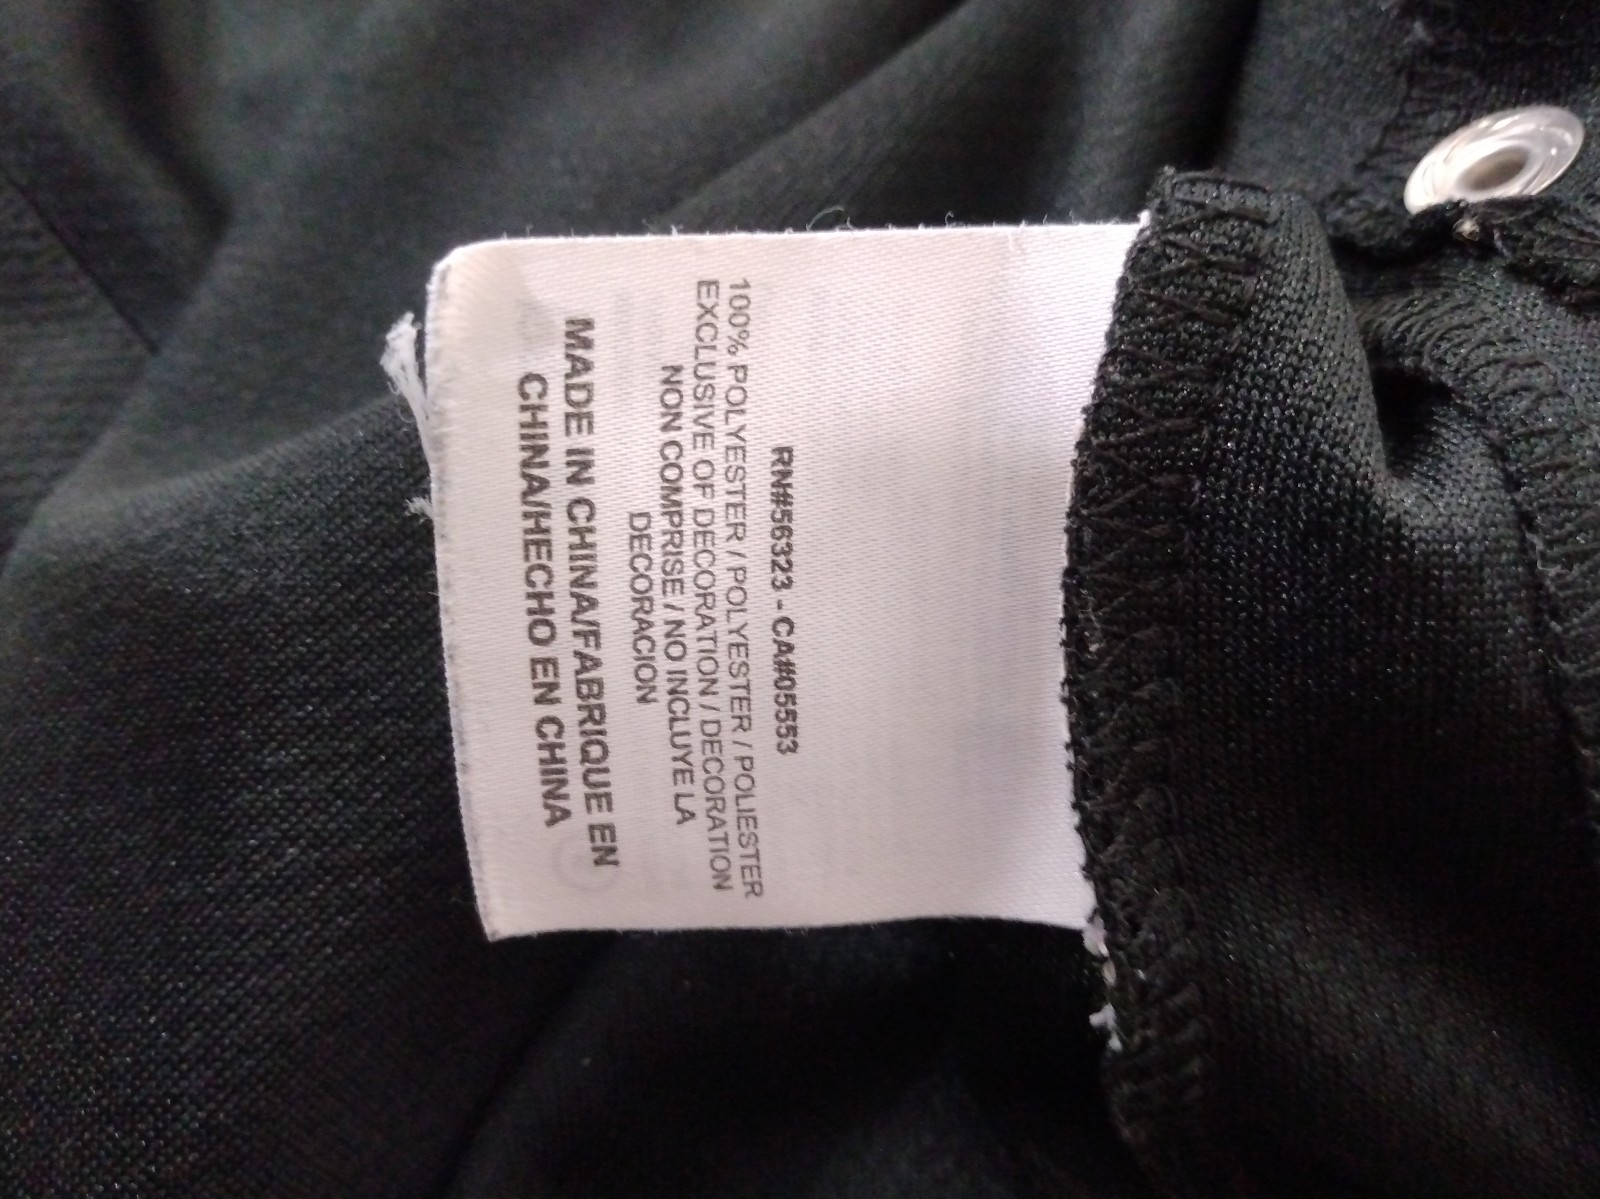 RN#56323 - CA#05553
100% POLYESTER / POLYESTER / POLIESTER
EXCLUSIVE OF DECORATION / DECORATION
NON COMPRISE / NO INCLUYE LA
DECORACION
MADE IN CHINA/FABRIQUE EN
CHINA/HECHO EN CHINA